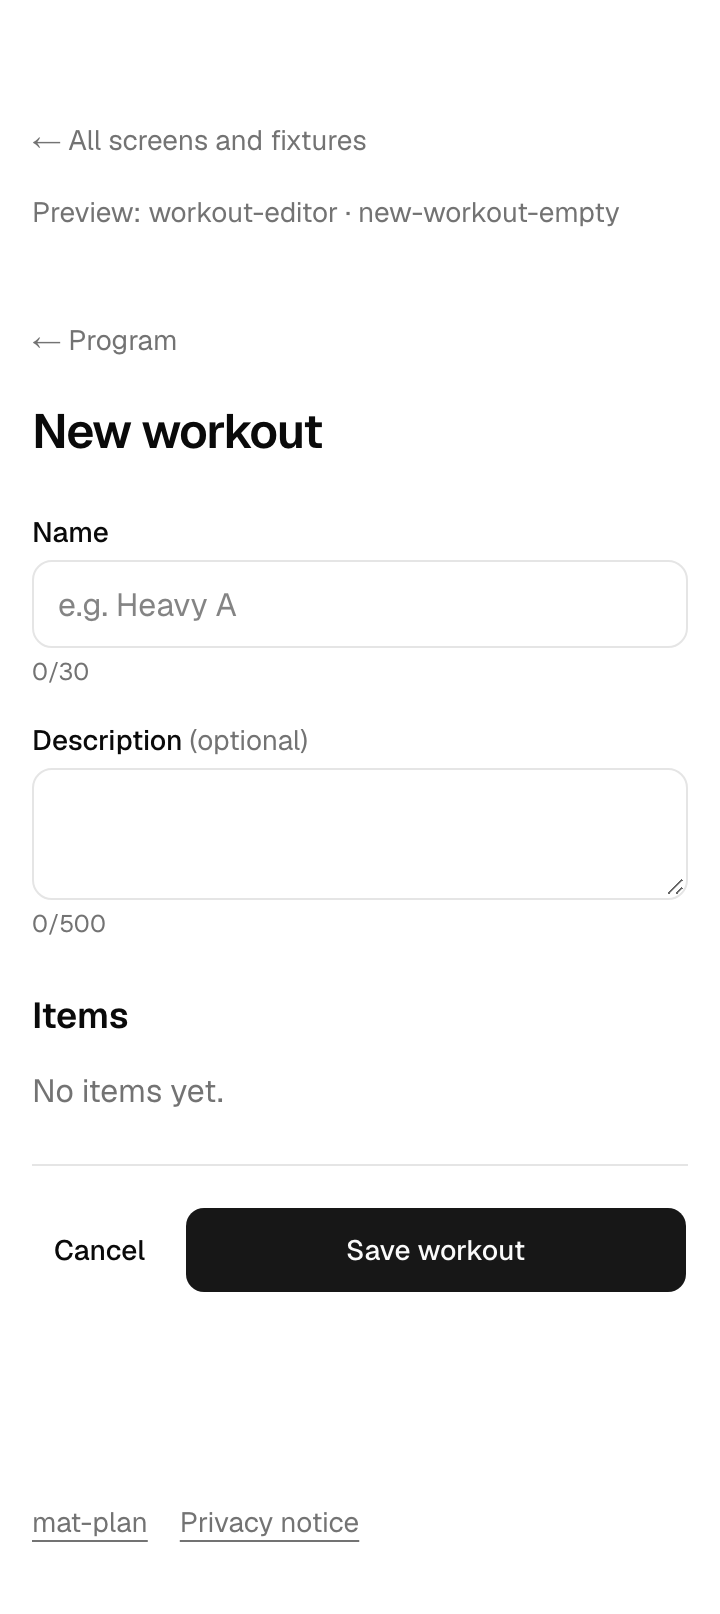 ← All screens and fixtures
Preview: workout-editor · new-workout-empty
← Program
New workout
Name
e.g. Heavy A
0/30
Description (optional)
0/500
Items
No items yet.
Cancel
Save workout
mat-plan Privacy notice